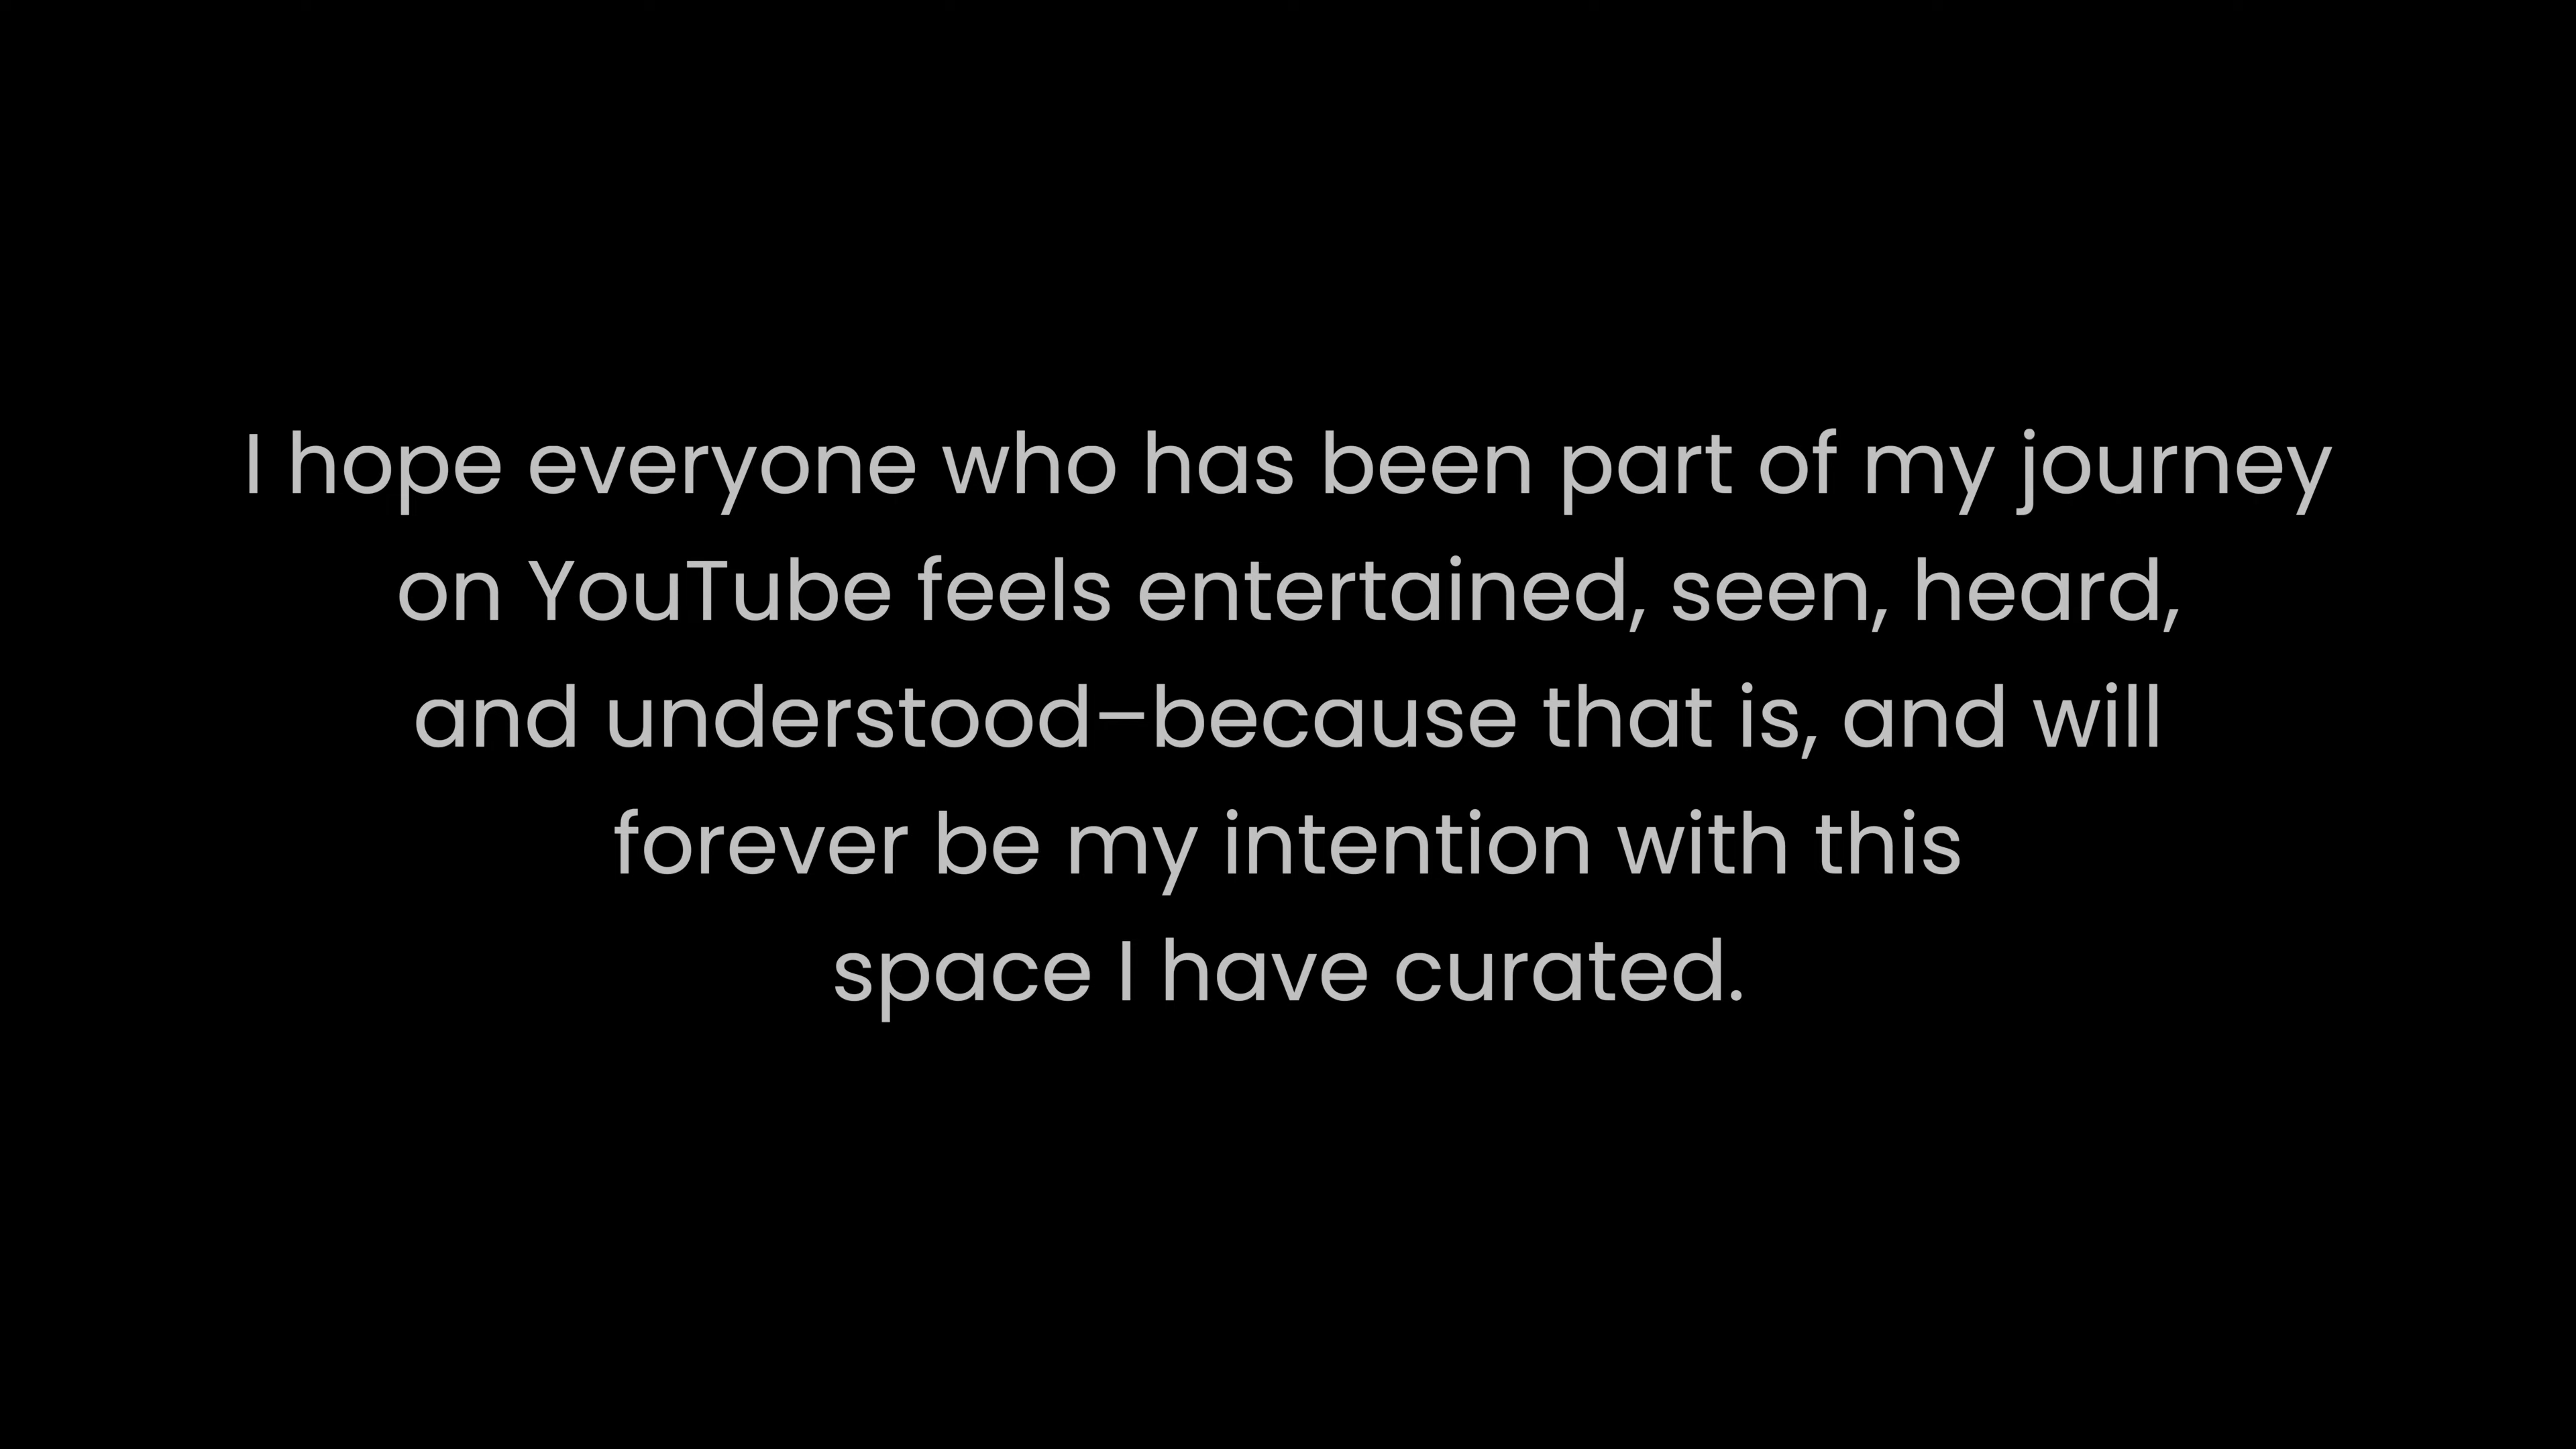 I hope everyone who has been part of my journey
on YouTube feels entertained, seen, heard,
and understood–because that is, and will
forever be my intention with this
space I have curated.